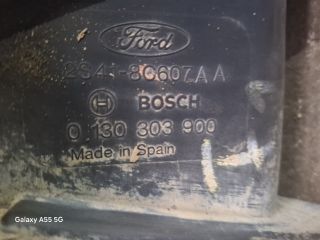 Ford
2S41-8C607AA
BOSCH
0 130 303 900
Made in Spain
H
Galaxy A55 5G